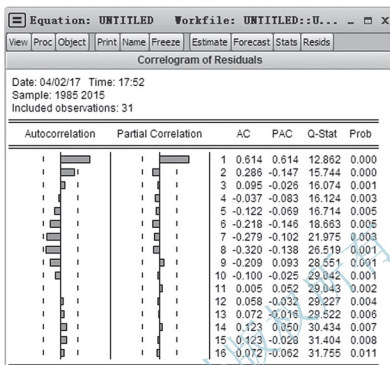 Equation: UNTITLED Workfile: UNTITLED::U...
View Proc Object Print Name Freeze Estimate Forecast Stats Resids
Correlogram of Residuals
Date: 04/02/17 Time: 17:52
Sample: 1985 2015
Included observations: 31
Autocorrelation Partial Correlation AC PAC Q-Stat Prob
1 0.614 0.614 12.862 0.000
2 0.286 -0.147 15.744 0.000
3 0.095 -0.026 16.074 0.001
4 -0.037 -0.083 16.124 0.003
5 -0.122 -0.069 16.714 0.005
6 -0.218 -0.146 18.663 0.005
7 -0.279 -0.102 21.975 0.003
8 -0.320 -0.138 26.519 0.001
9 -0.209 0.093 28.551 0.001
10 -0.100 -0.025 29.042 0.001
11 0.005 0.052 29.043 0.002
12 0.058 -0.032 29.227 0.004
13 0.072 -0.016 29.522 0.006
14 0.123 0.050 30.434 0.007
15 0.123 -0.028 31.404 0.008
16 0.072 -0.062 31.755 0.011